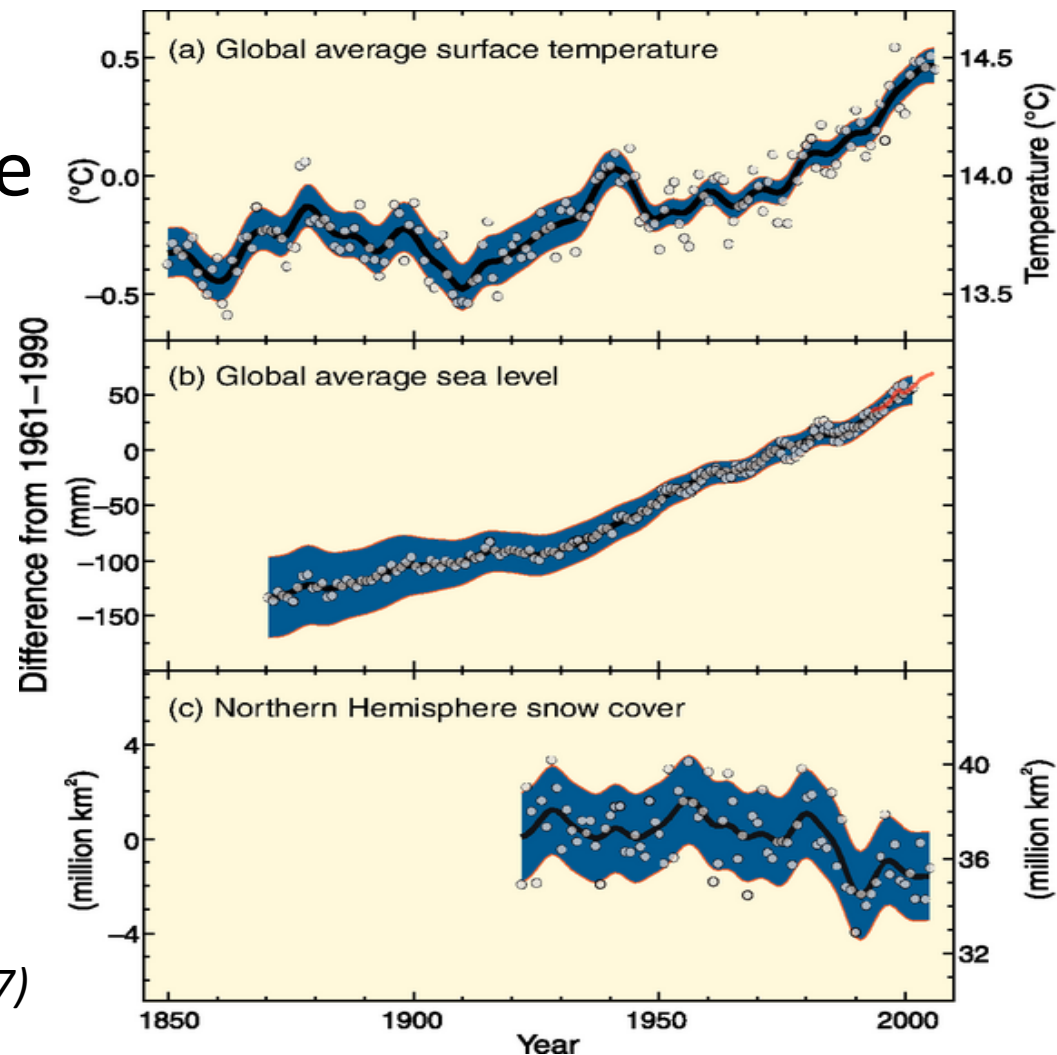 e
Difference from 1961–1990
(a) Global average surface temperature
(°C)
0.5
0.0
−0.5
14.5
14.0
13.5
Temperature (°C)
(b) Global average sea level
(mm)
50
0
−50
−100
−150
(c) Northern Hemisphere snow cover
(million km²)
4
0
−4
40
36
32
(million km²)
7)
1850
1900
1950
2000
Year